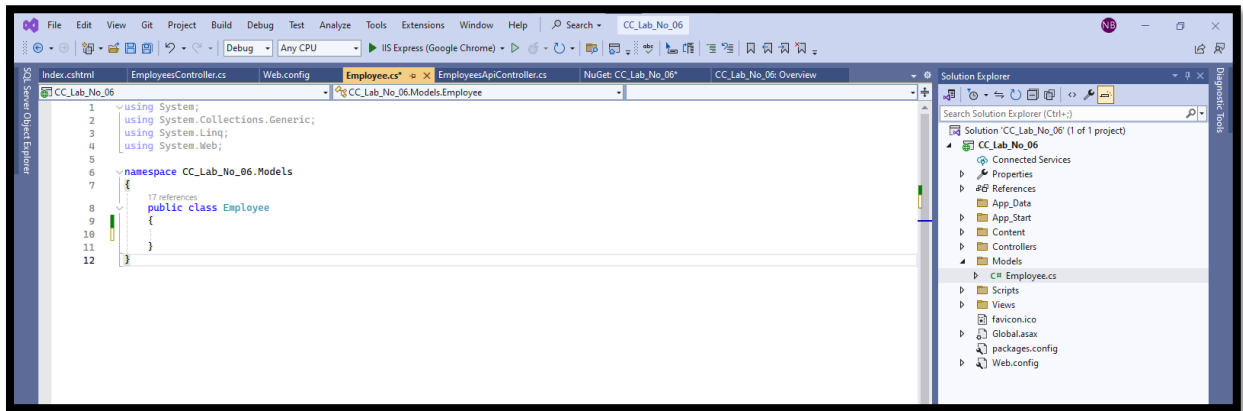 File Edit View Git Project Build Debug Test Analyze Tools Extensions Window Help Search CC_Lab_No_06 NB
Debug Any CPU IIS Express (Google Chrome)
SQL Server Object Explorer
Index.cshtml EmployeesController.cs Web.config Employee.cs* EmployeesApiController.cs NuGet: CC_Lab_No_06* CC_Lab_No_06: Overview
CC_Lab_No_06 CC_Lab_No_06.Models.Employee
1 using System;
2 using System.Collections.Generic;
3 using System.Linq;
4 using System.Web;
5
6 namespace CC_Lab_No_06.Models
7 {
17 references
8 public class Employee
9 {
10
11 }
12 }
Solution Explorer
Search Solution Explorer (Ctrl+;)
Solution 'CC_Lab_No_06' (1 of 1 project)
CC_Lab_No_06
Connected Services
Properties
References
App_Data
App_Start
Content
Controllers
Models
C# Employee.cs
Scripts
Views
favicon.ico
Global.asax
packages.config
Web.config
Diagnostic Tools